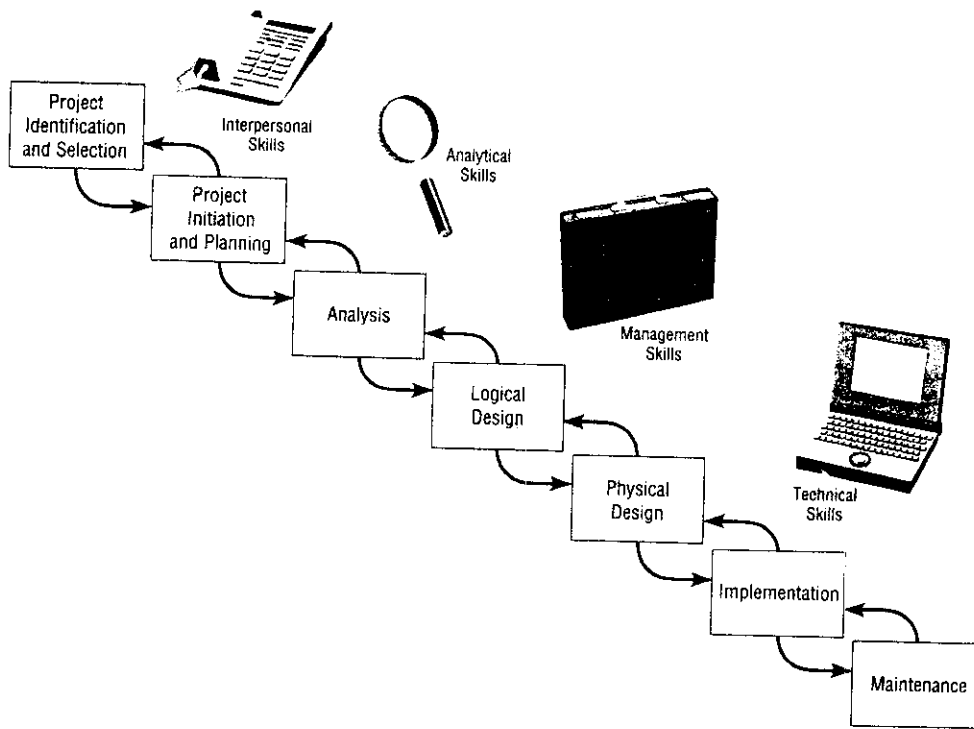 Project
Identification
and Selection
Interpersonal
Skills
Analytical
Skills
Project
Initiation
and Planning
Management
Skills
Analysis
Logical
Design
Technical
Skills
Physical
Design
Implementation
Maintenance